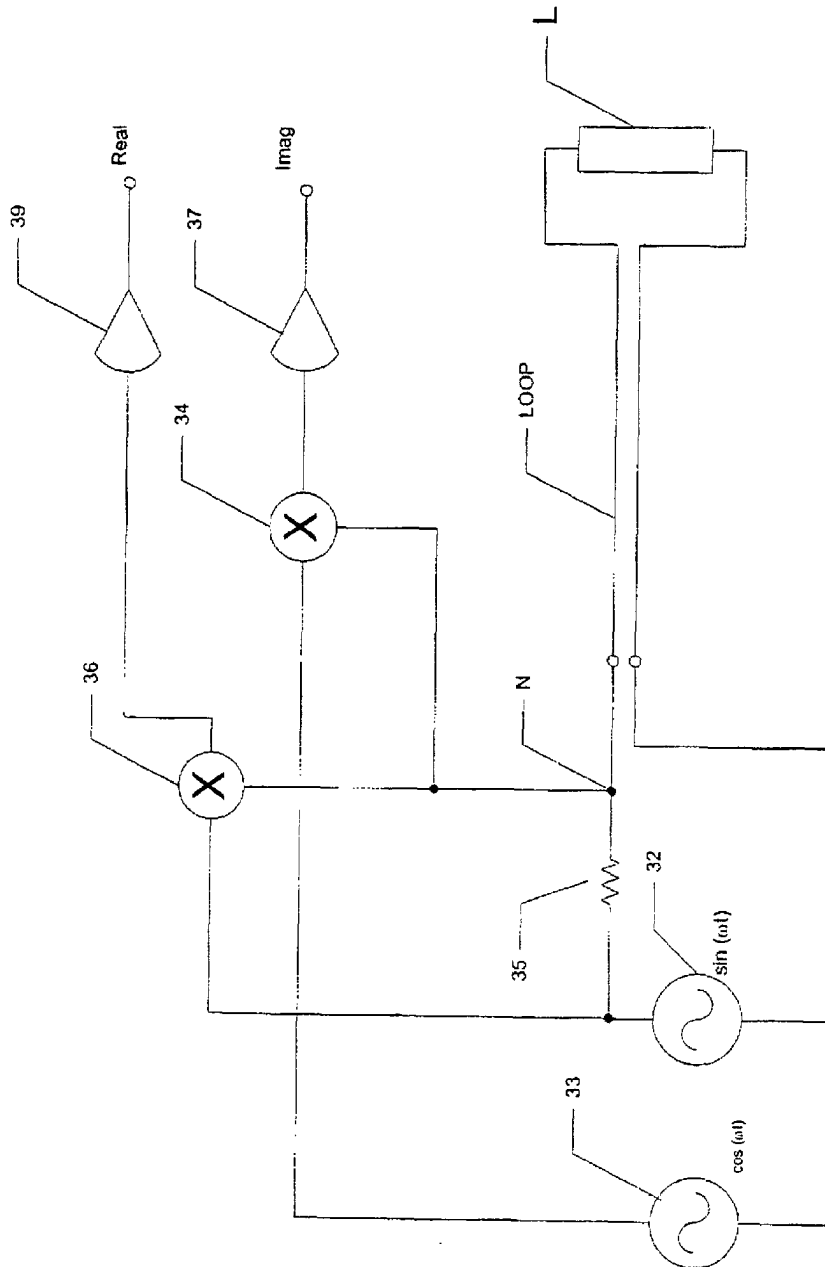 39
Real
37
Imag
34
36
L
LOOP
N
35
32
sin (ωt)
33
cos (ωt)
X
X